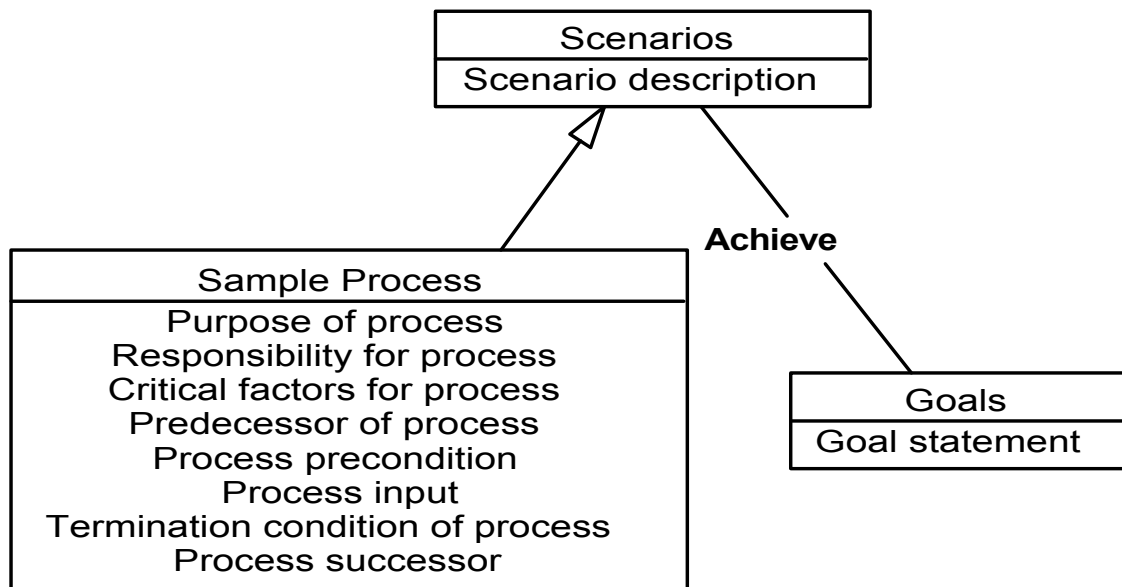 Scenarios
Scenario description
Achieve
Sample Process
Purpose of process
Responsibility for process
Critical factors for process
Predecessor of process
Process precondition
Process input
Termination condition of process
Process successor
Goals
Goal statement